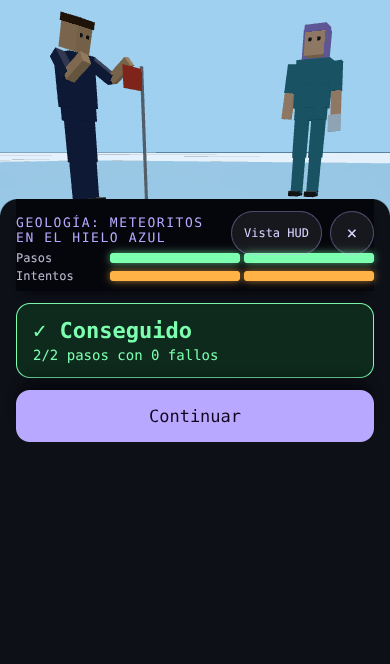 GEOLOGÍA: METEORITOS
EN EL HIELO AZUL
Vista HUD
×
Pasos
Intentos
✓ Conseguido
2/2 pasos con 0 fallos
Continuar